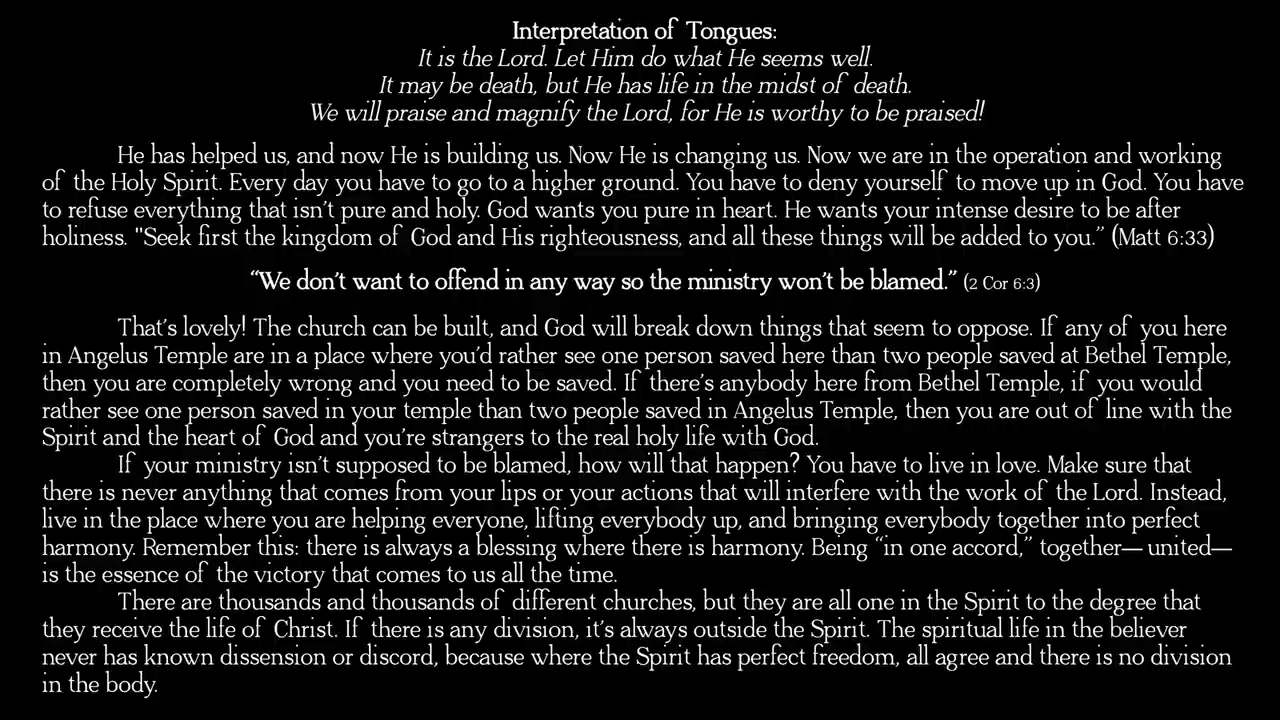 Interpretation of Tongues:
It is the Lord. Let Him do what He seems well.
It may be death, but He has life in the midst of death.
We will praise and magnify the Lord, for He is worthy to be praised!
He has helped us, and now He is building us. Now He is changing us. Now we are in the operation and working
of the Holy Spirit. Every day you have to go to a higher ground. You have to deny yourself to move up in God. You have
to refuse everything that isn't pure and holy. God wants you pure in heart. He wants your intense desire to be after
holiness. "Seek first the kingdom of God and His righteousness, and all these things will be added to you.” (Matt 6:33)
“We don't want to offend in any way so the ministry won't be blamed.” (2 Cor 6:3)
That's lovely! The church can be built, and God will break down things that seem to oppose. If any of you here
in Angelus Temple are in a place where you'd rather see one person saved here than two people saved at Bethel Temple,
then you are completely wrong and you need to be saved. If there's anybody here from Bethel Temple, if you would
rather see one person saved in your temple than two people saved in Angelus Temple, then you are out of line with the
Spirit and the heart of God and you're strangers to the real holy life with God.
If your ministry isn't supposed to be blamed, how will that happen? You have to live in love. Make sure that
there is never anything that comes from your lips or your actions that will interfere with the work of the Lord. Instead,
live in the place where you are helping everyone, lifting everybody up, and bringing everybody together into perfect
harmony. Remember this: there is always a blessing where there is harmony. Being “in one accord,” together— united—
is the essence of the victory that comes to us all the time.
There are thousands and thousands of different churches, but they are all one in the Spirit to the degree that
they receive the life of Christ. If there is any division, it's always outside the Spirit. The spiritual life in the believer
never has known dissension or discord, because where the Spirit has perfect freedom, all agree and there is no division
in the body.